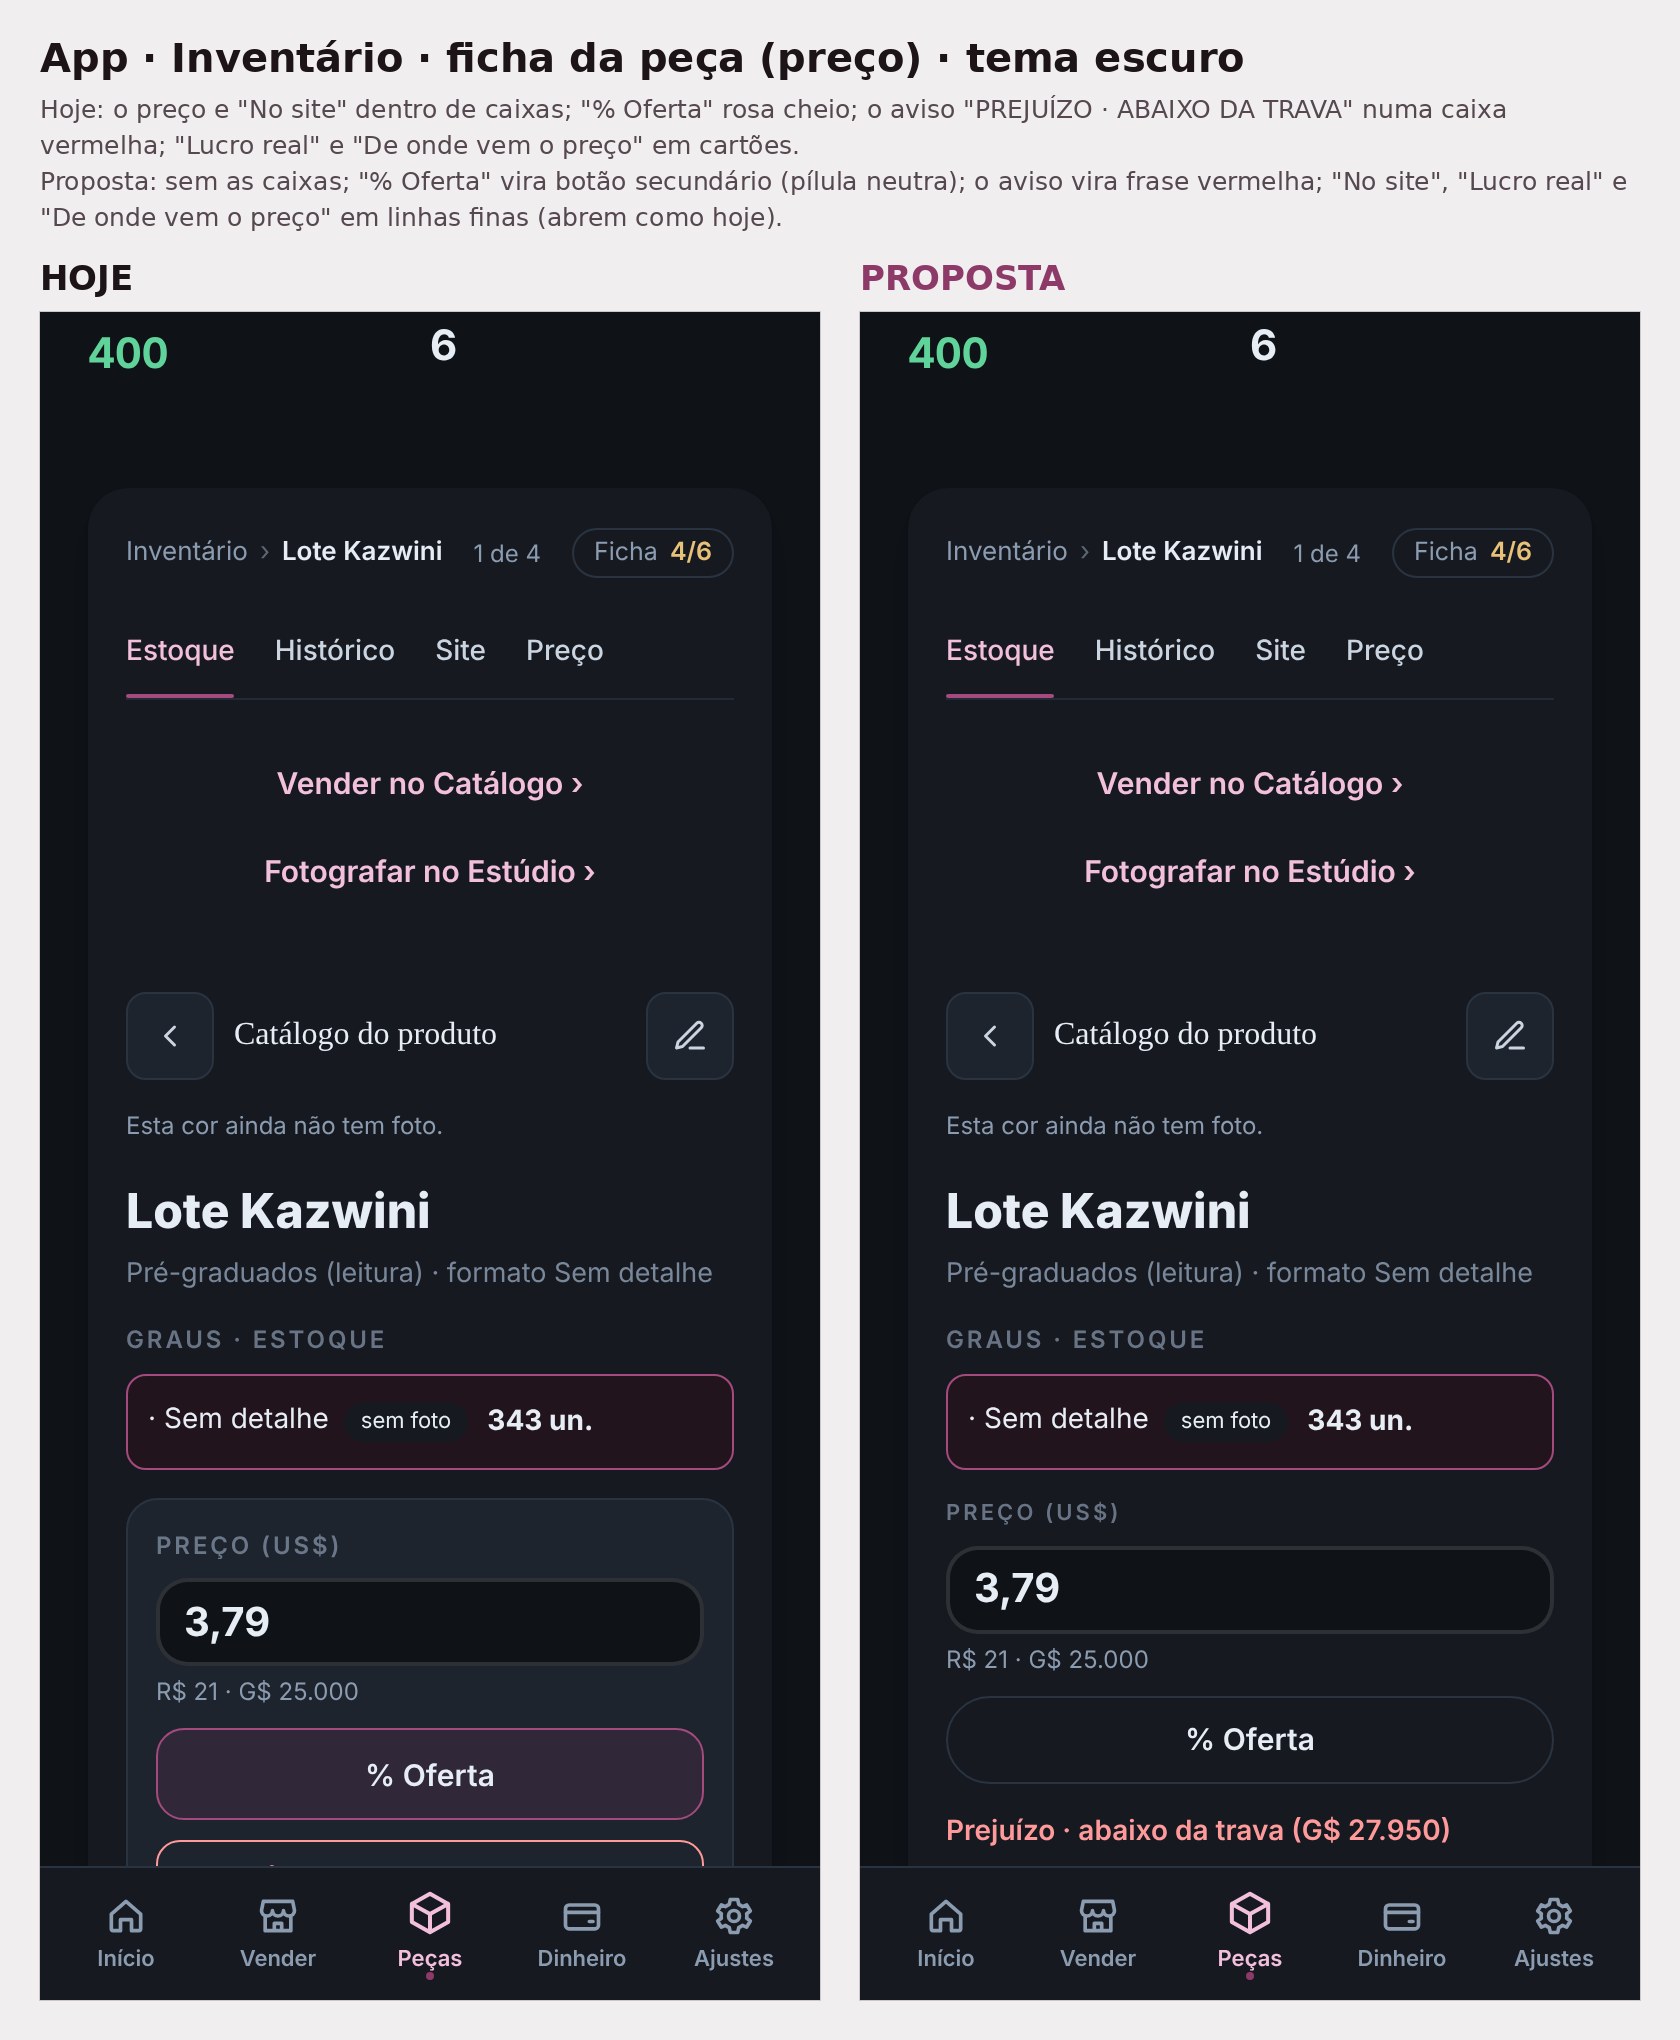 App · Inventário · ficha da peça (preço) · tema escuro
Hoje: o preço e "No site" dentro de caixas; "% Oferta" rosa cheio; o aviso "PREJUÍZO · ABAIXO DA TRAVA" numa caixa
vermelha; "Lucro real" e "De onde vem o preço" em cartões.
Proposta: sem as caixas; "% Oferta" vira botão secundário (pílula neutra); o aviso vira frase vermelha; "No site", "Lucro real" e
"De onde vem o preço" em linhas finas (abrem como hoje).
HOJE
400 6
Inventário › Lote Kazwini 1 de 4 Ficha 4/6
Estoque Histórico Site Preço
Vender no Catálogo ›
Fotografar no Estúdio ›
Catálogo do produto
Esta cor ainda não tem foto.
Lote Kazwini
Pré-graduados (leitura) · formato Sem detalhe
GRAUS · ESTOQUE
· Sem detalhe sem foto 343 un.
PREÇO (US$)
3,79
R$ 21 · G$ 25.000
% Oferta
Início Vender Peças Dinheiro Ajustes
PROPOSTA
400 6
Inventário › Lote Kazwini 1 de 4 Ficha 4/6
Estoque Histórico Site Preço
Vender no Catálogo ›
Fotografar no Estúdio ›
Catálogo do produto
Esta cor ainda não tem foto.
Lote Kazwini
Pré-graduados (leitura) · formato Sem detalhe
GRAUS · ESTOQUE
· Sem detalhe sem foto 343 un.
PREÇO (US$)
3,79
R$ 21 · G$ 25.000
% Oferta
Prejuízo · abaixo da trava (G$ 27.950)
Início Vender Peças Dinheiro Ajustes